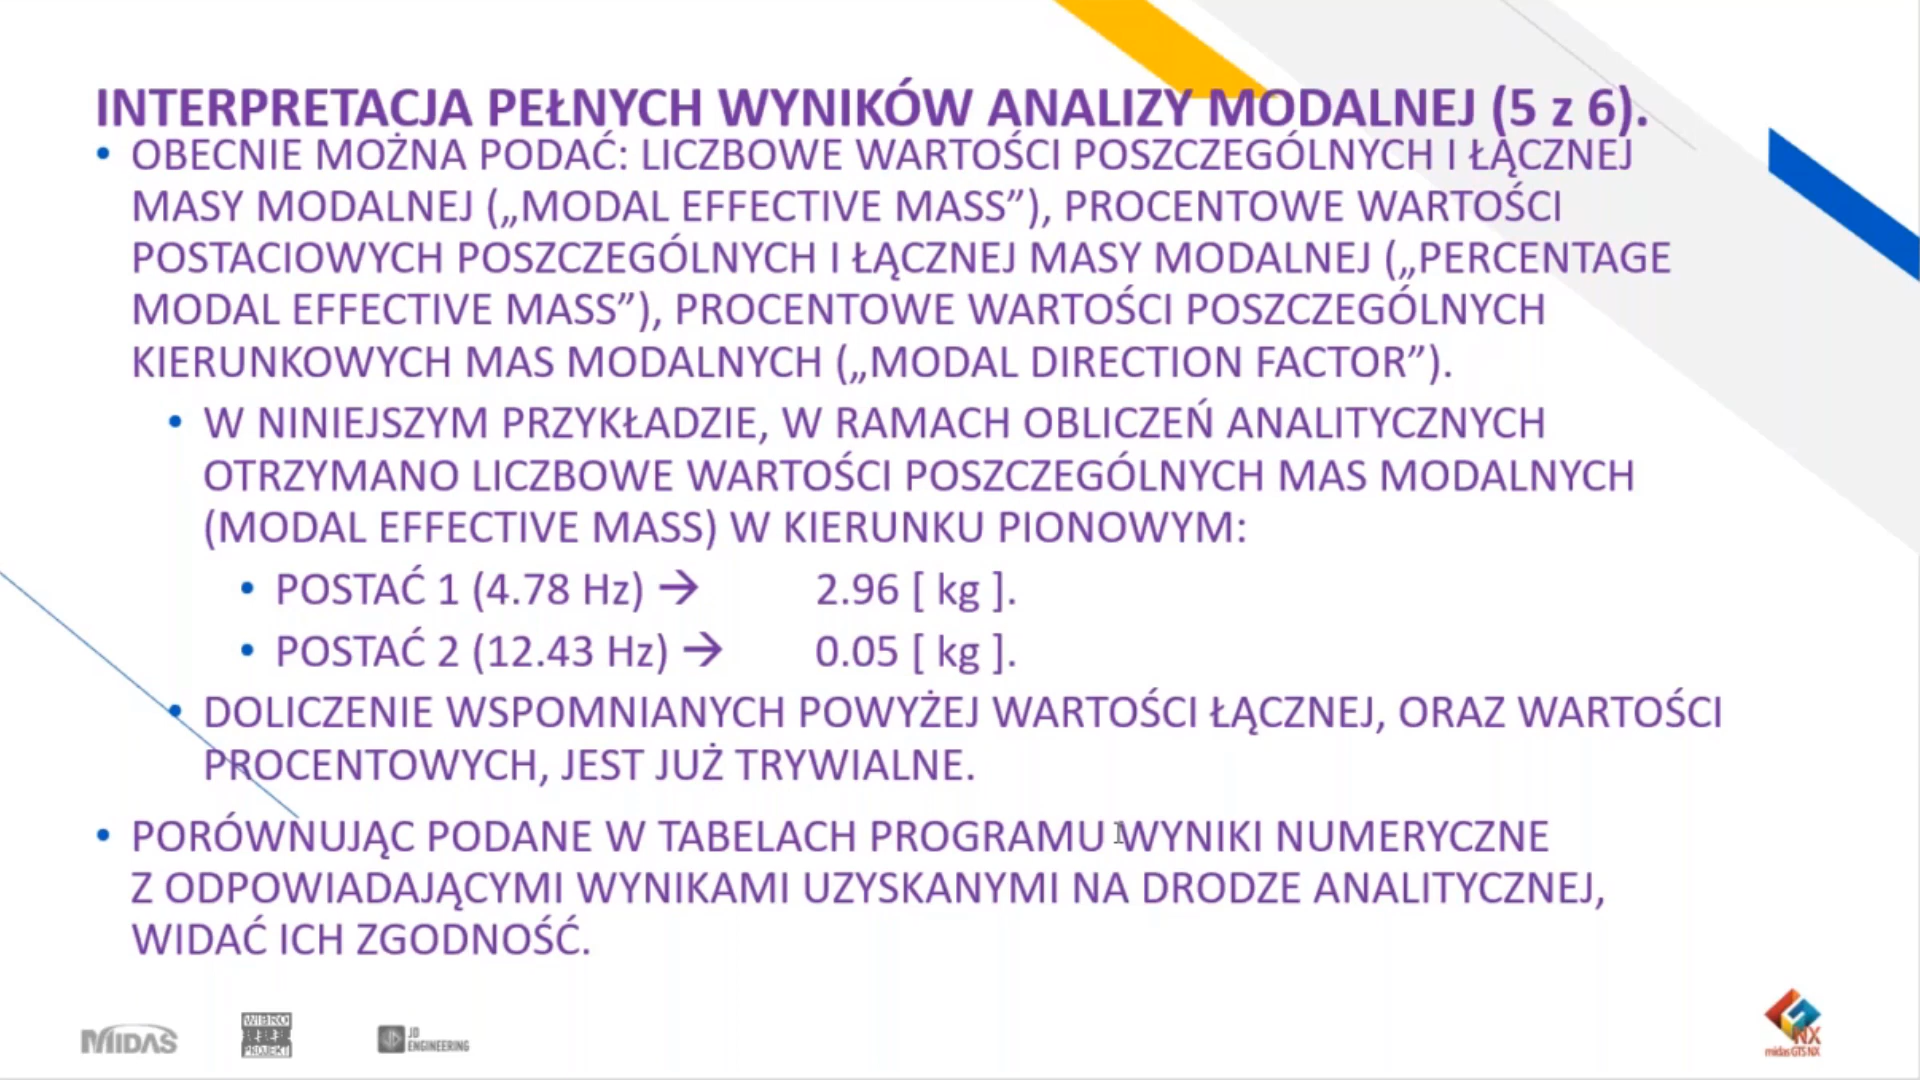 INTERPRETACJA PEŁNYCH WYNIKÓW ANALIZY MODALNEJ (5 z 6).
• OBECNIE MOŻNA PODAĆ: LICZBOWE WARTOŚCI POSZCZEGÓLNYCH I ŁĄCZNEJ
MASY MODALNEJ („MODAL EFFECTIVE MASS”), PROCENTOWE WARTOŚCI
POSTACIOWYCH POSZCZEGÓLNYCH I ŁĄCZNEJ MASY MODALNEJ („PERCENTAGE
MODAL EFFECTIVE MASS”), PROCENTOWE WARTOŚCI POSZCZEGÓLNYCH
KIERUNKOWYCH MAS MODALNYCH („MODAL DIRECTION FACTOR”).
• W NINIEJSZYM PRZYKŁADZIE, W RAMACH OBLICZEŃ ANALITYCZNYCH
OTRZYMANO LICZBOWE WARTOŚCI POSZCZEGÓLNYCH MAS MODALNYCH
(MODAL EFFECTIVE MASS) W KIERUNKU PIONOWYM:
• POSTAĆ 1 (4.78 Hz) → 2.96 [ kg ].
• POSTAĆ 2 (12.43 Hz) → 0.05 [ kg ].
• DOLICZENIE WSPOMNIANYCH POWYŻEJ WARTOŚCI ŁĄCZNEJ, ORAZ WARTOŚCI
PROCENTOWYCH, JEST JUŻ TRYWIALNE.
• PORÓWNUJĄC PODANE W TABELACH PROGRAMU WYNIKI NUMERYCZNE
Z ODPOWIADAJĄCYMI WYNIKAMI UZYSKANYMI NA DRODZE ANALITYCZNEJ,
WIDAĆ ICH ZGODNOŚĆ.
MIDAS
WIBRO
PROJEKT
JD
ENGINEERING
NX
midas GTS NX